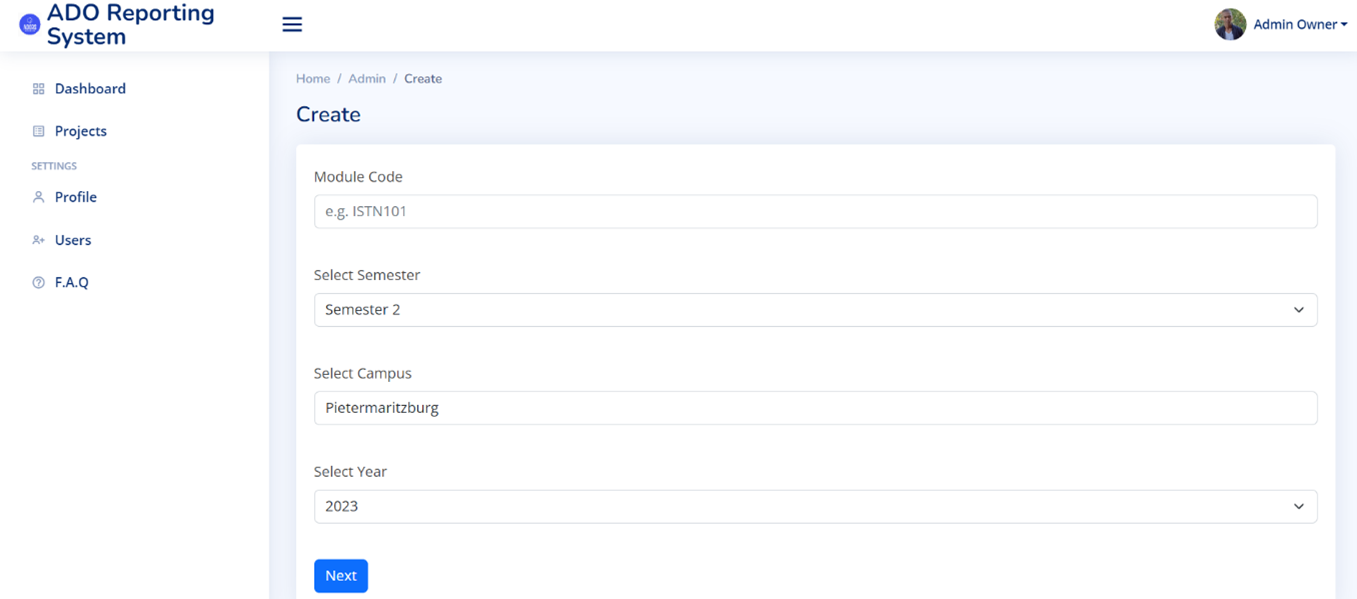 ADO Reporting
System
Admin Owner
Dashboard
Projects
SETTINGS
Profile
Users
F.A.Q
Home / Admin / Create
Create
Module Code
e.g. ISTN101
Select Semester
Semester 2
Select Campus
Pietermaritzburg
Select Year
2023
Next